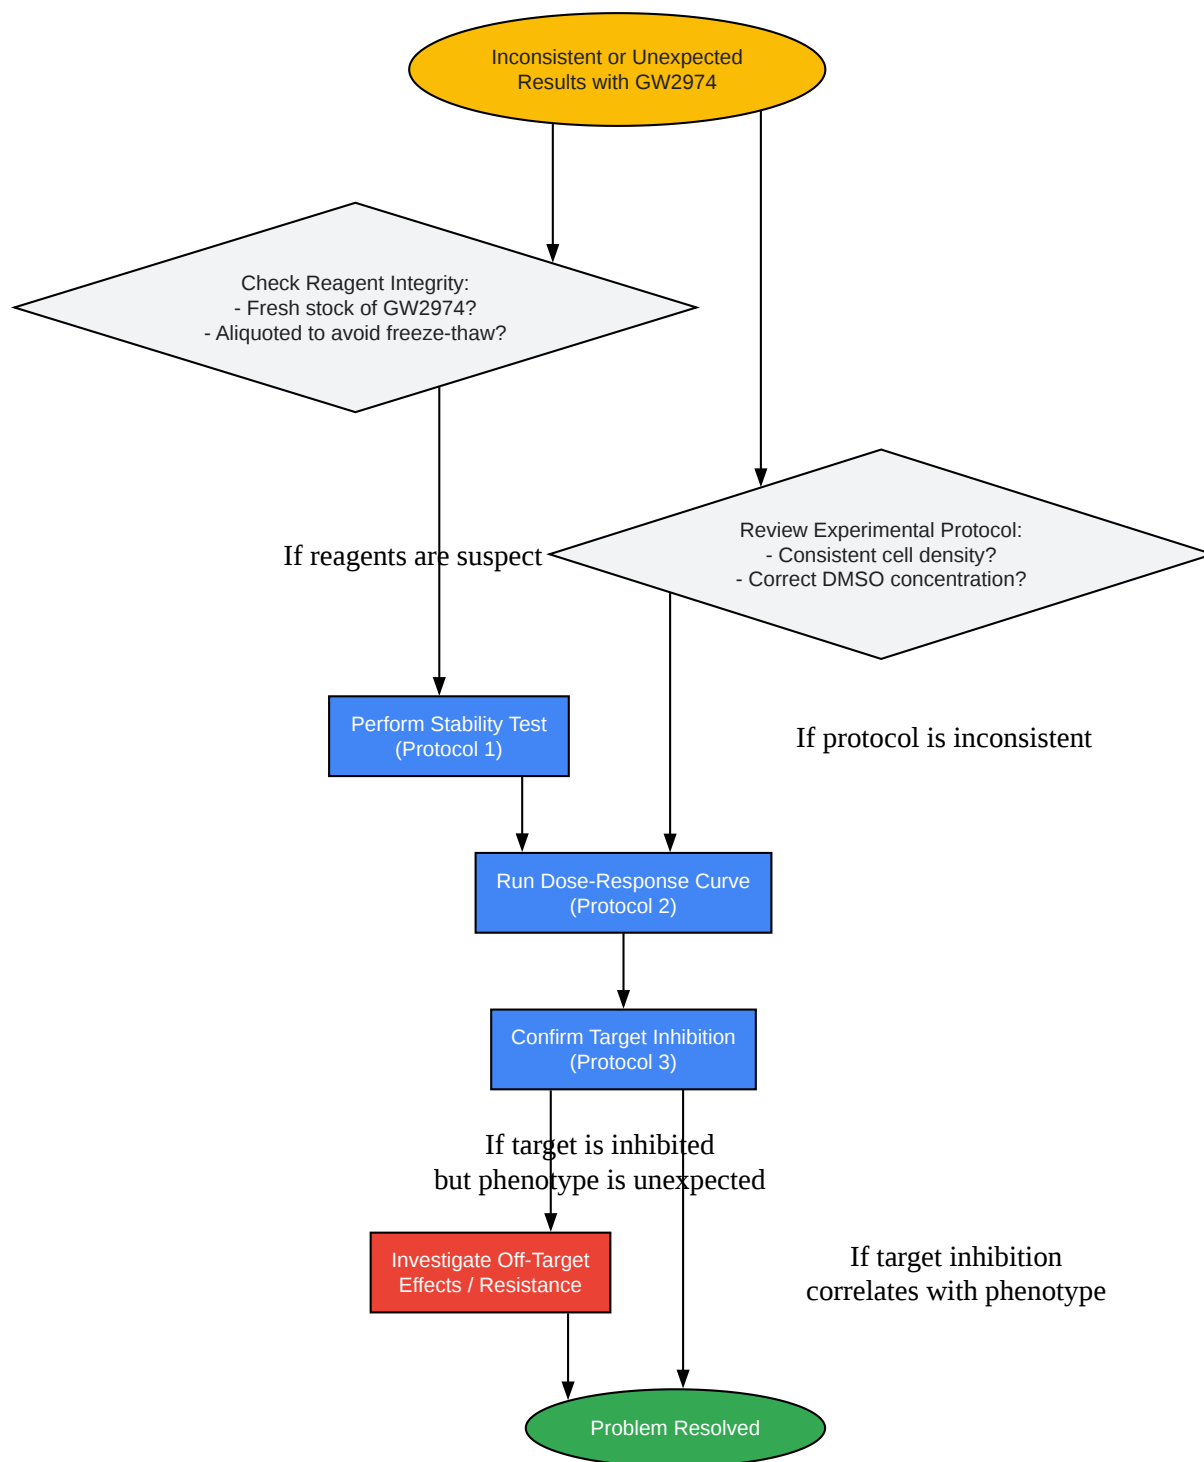 Inconsistent or Unexpected
Results with GW2974
Check Reagent Integrity:
- Fresh stock of GW2974?
- Aliquoted to avoid freeze-thaw?
Review Experimental Protocol:
- Consistent cell density?
- Correct DMSO concentration?
If reagents are suspect
Perform Stability Test
(Protocol 1)
If protocol is inconsistent
Run Dose-Response Curve
(Protocol 2)
Confirm Target Inhibition
(Protocol 3)
If target is inhibited
but phenotype is unexpected
Investigate Off-Target
Effects / Resistance
If target inhibition
correlates with phenotype
Problem Resolved